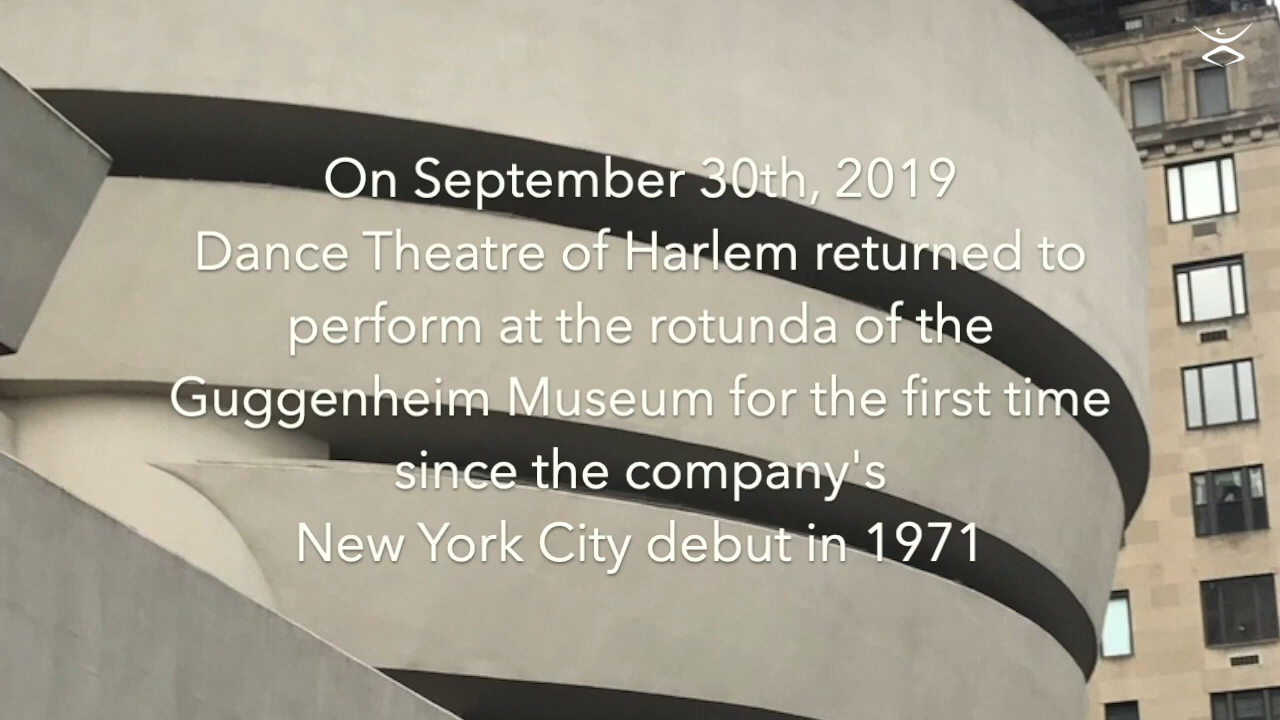 On September 30th, 2019
Dance Theatre of Harlem returned to
perform at the rotunda of the
Guggenheim Museum for the first time
since the company's
New York City debut in 1971